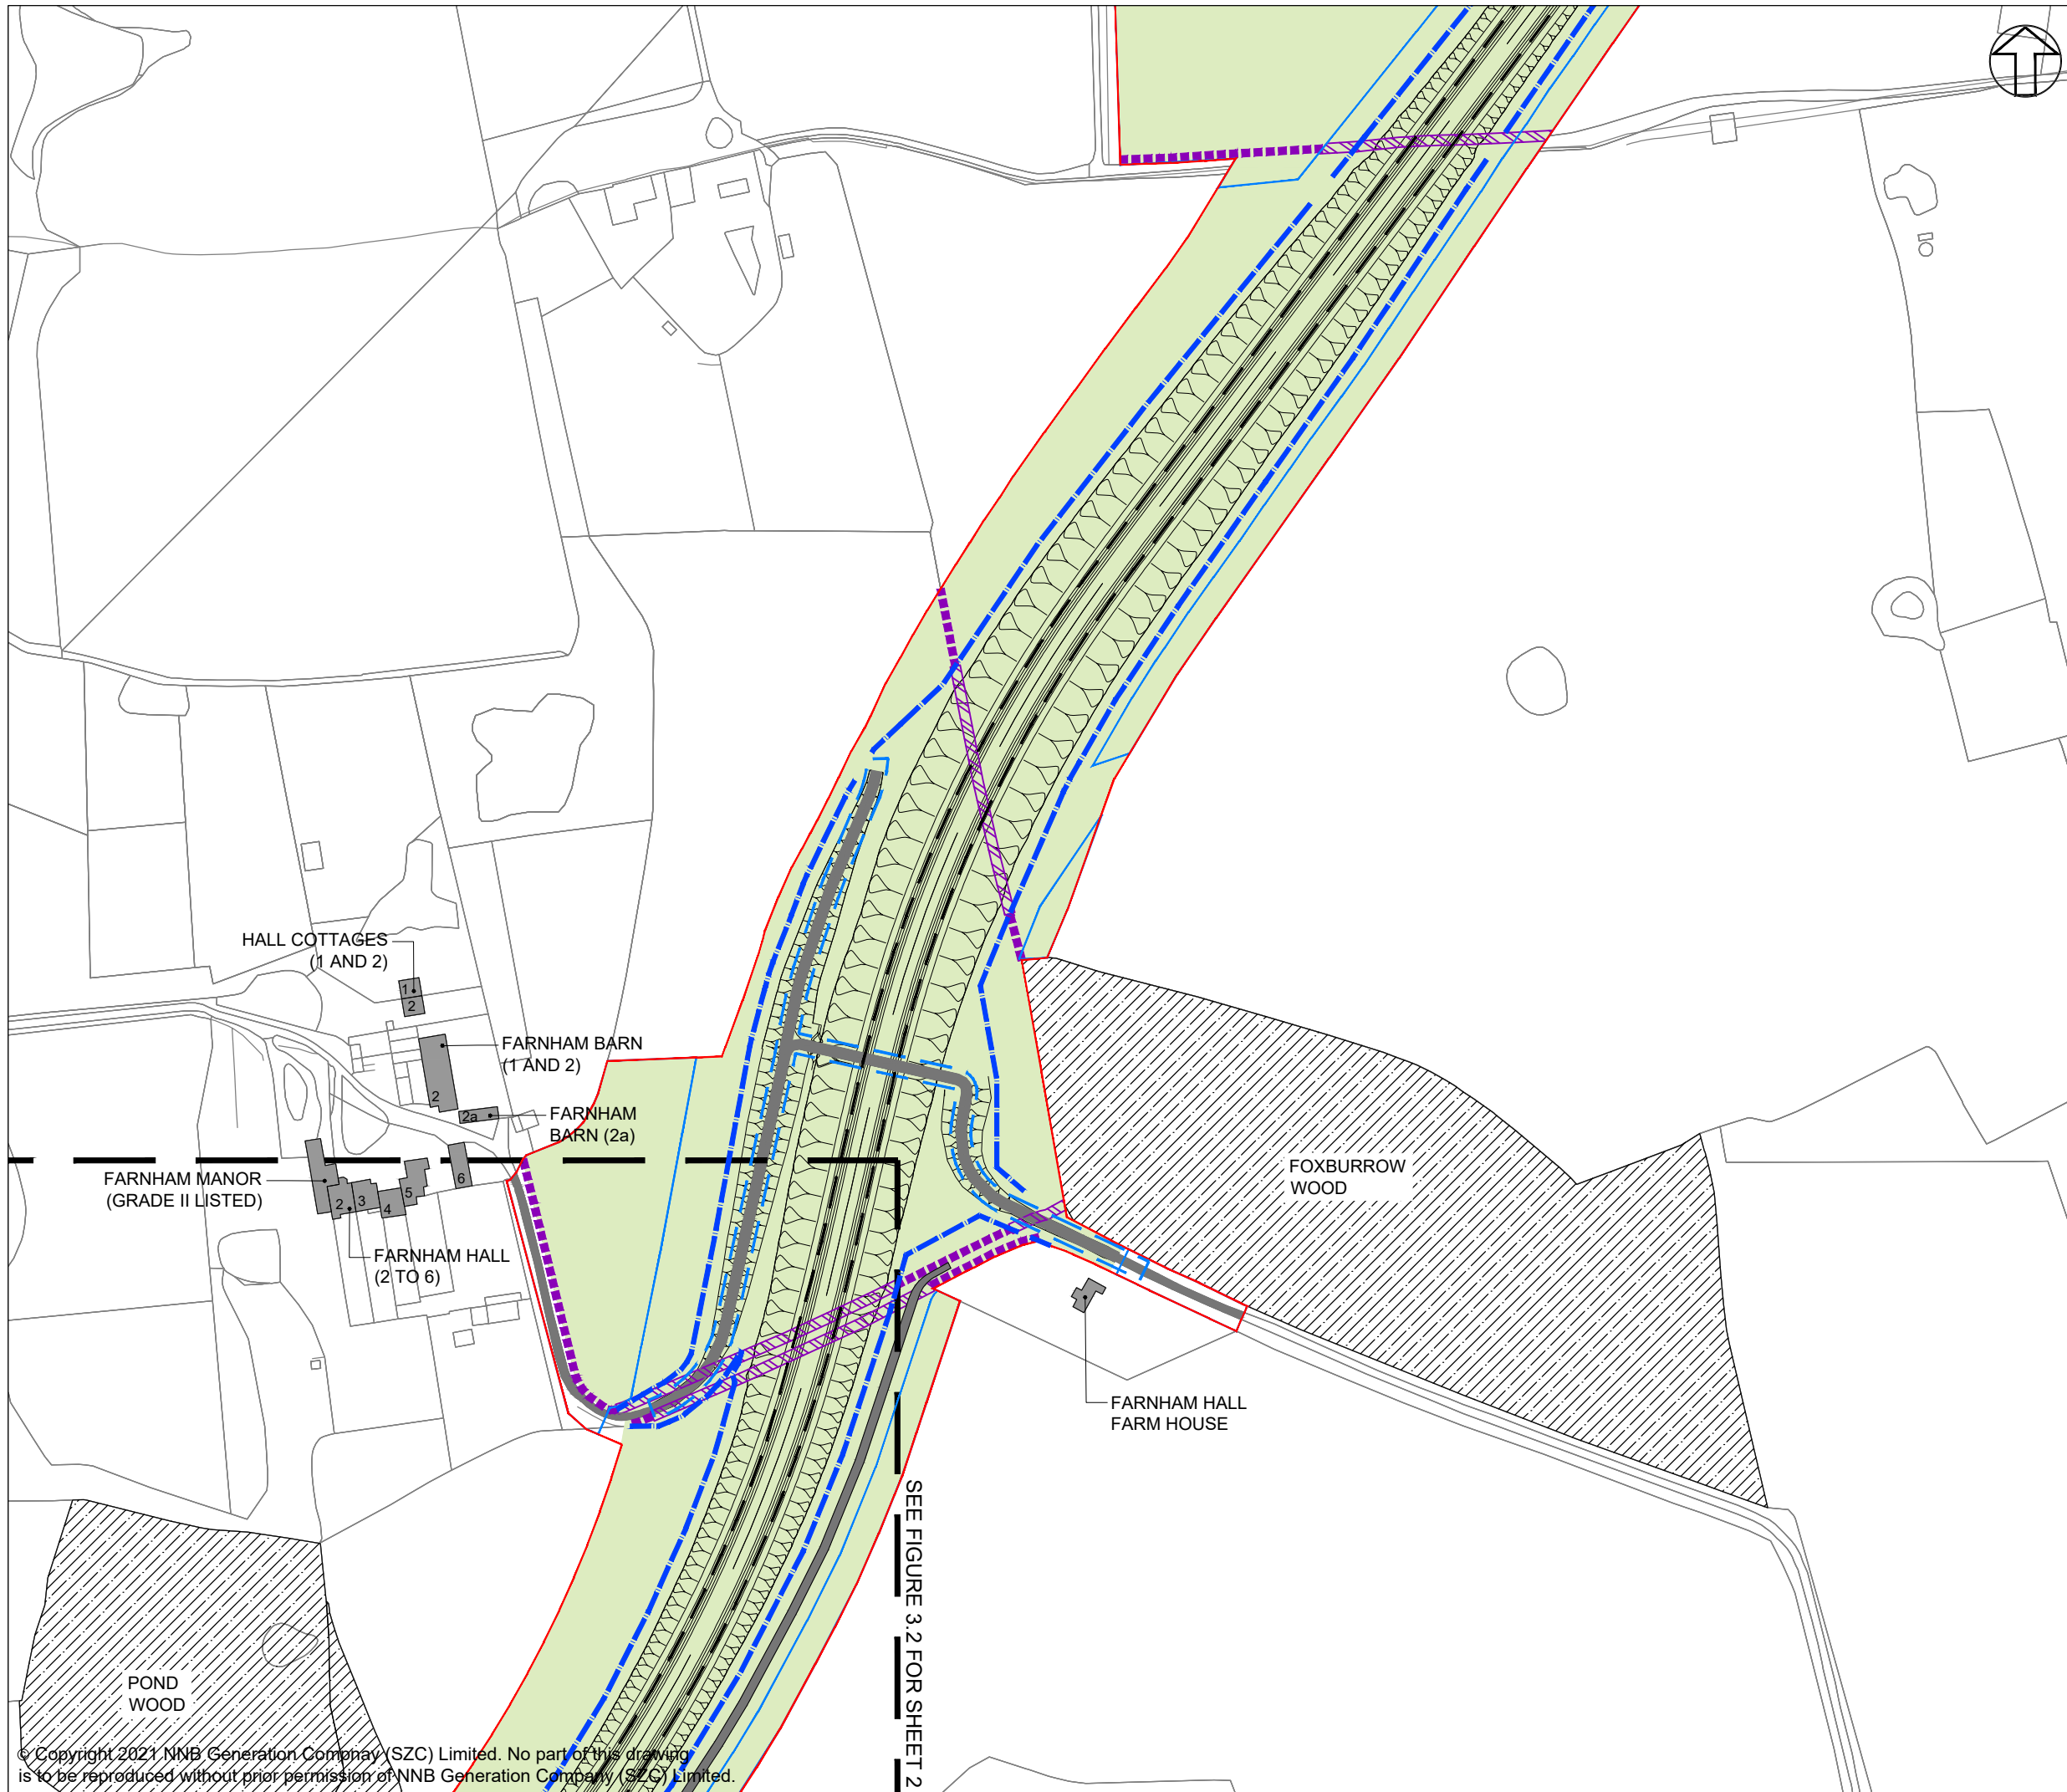 HALL COTTAGES
(1 AND 2)
1
2
FARNHAM BARN
(1 AND 2)
2
2a
FARNHAM
BARN (2a)
FARNHAM MANOR
(GRADE II LISTED)
2
3
4
5
6
FARNHAM HALL
(2 TO 6)
FOXBURROW
WOOD
FARNHAM HALL
FARM HOUSE
SEE FIGURE 3.2 FOR SHEET 2
POND
WOOD
© Copyright 2021 NNB Generation Compnay (SZC) Limited. No part of this drawing
is to be reproduced without prior permission of NNB Generation Company (SZC) Limited.